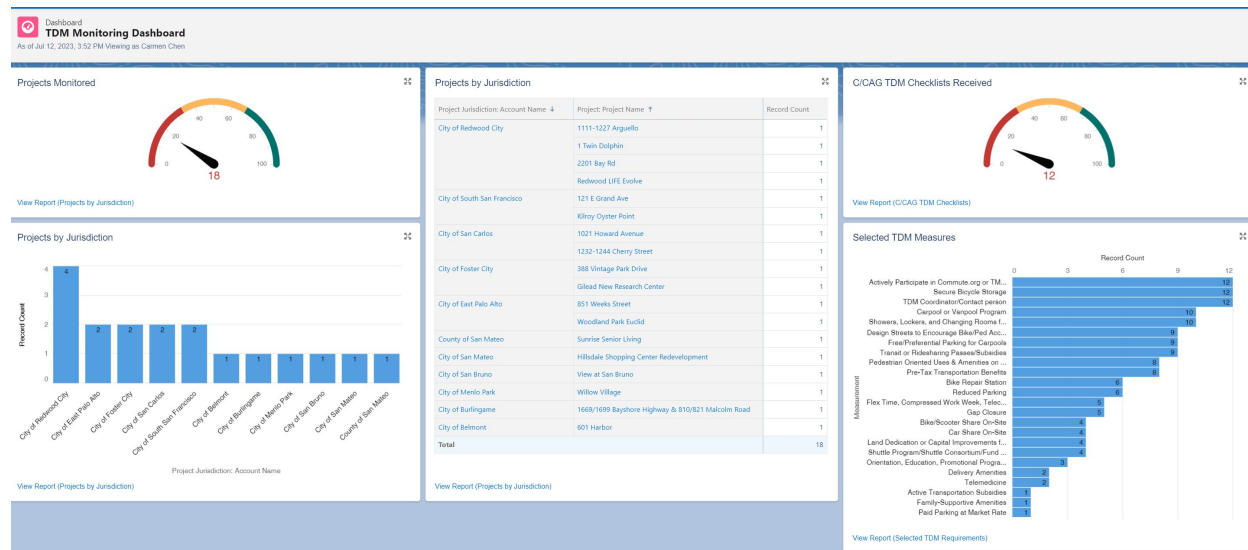 Dashboard
TDM Monitoring Dashboard
As of Jul 12, 2023, 3:52 PM·Viewing as Carmen Chen
Projects Monitored
0
20
40
60
80
100
18
View Report (Projects by Jurisdiction)
Projects by Jurisdiction
Record Count
4
3
2
1
0
4
2
2
2
2
1
1
1
1
1
1
City of Redwood City
City of East Palo Alto
City of Foster City
City of San Carlos
City of South San Francisco
City of Belmont
City of Burlingame
City of Menlo Park
City of San Bruno
City of San Mateo
County of San Mateo
Project Jurisdiction: Account Name
View Report (Projects by Jurisdiction)
Projects by Jurisdiction
Project Jurisdiction: Account Name ↓ Project: Project Name ↑ Record Count
City of Redwood City 1111-1227 Arguello 1
1 Twin Dolphin 1
2201 Bay Rd 1
Redwood LIFE Evolve 1
City of South San Francisco 121 E Grand Ave 1
Kilroy Oyster Point 1
City of San Carlos 1021 Howard Avenue 1
1232-1244 Cherry Street 1
City of Foster City 388 Vintage Park Drive 1
Gilead New Research Center 1
City of East Palo Alto 851 Weeks Street 1
Woodland Park Euclid 1
County of San Mateo Sunrise Senior Living 1
City of San Mateo Hillsdale Shopping Center Redevelopment 1
City of San Bruno View at San Bruno 1
City of Menlo Park Willow Village 1
City of Burlingame 1669/1699 Bayshore Highway & 810/821 Malcolm Road 1
City of Belmont 601 Harbor 1
Total 18
View Report (Projects by Jurisdiction)
C/CAG TDM Checklists Received
0
20
40
60
80
100
12
View Report (C/CAG TDM Checklists)
Selected TDM Measures
Record Count
0 3 6 9 12
Measurement
Actively Participate in Commute.org or TM... 12
Secure Bicycle Storage 12
TDM Coordinator/Contact person 12
Carpool or Vanpool Program 10
Showers, Lockers, and Changing Rooms f... 10
Design Streets to Encourage Bike/Ped Acc... 9
Free/Preferential Parking for Carpools 9
Transit or Ridesharing Passes/Subsidies 9
Pedestrian Oriented Uses & Amenities on ... 8
Pre-Tax Transportation Benefits 8
Bike Repair Station 6
Reduced Parking 6
Flex Time, Compressed Work Week, Telec... 5
Gap Closure 5
Bike/Scooter Share On-Site 4
Car Share On-Site 4
Land Dedication or Capital Improvements f... 4
Shuttle Program/Shuttle Consortium/Fund ... 4
Orientation, Education, Promotional Progra... 3
Delivery Amenities 2
Telemedicine 2
Active Transportation Subsidies 1
Family-Supportive Amenities 1
Paid Parking at Market Rate 1
View Report (Selected TDM Requirements)